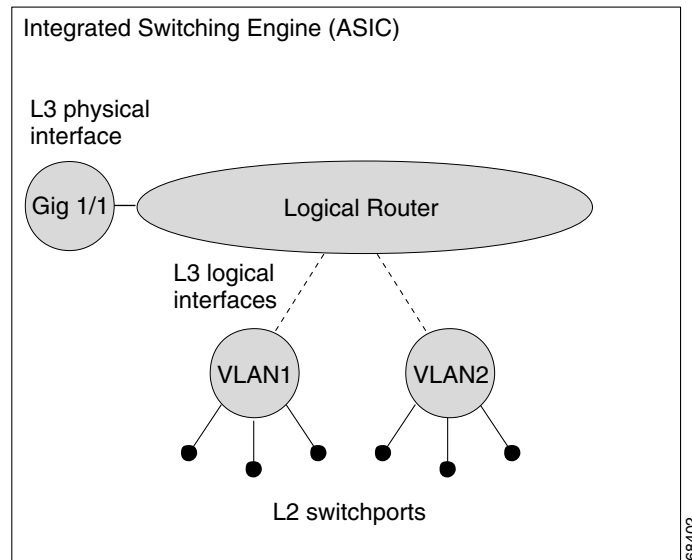 Integrated Switching Engine (ASIC)
L3 physical
interface
Gig 1/1
Logical Router
L3 logical
interfaces
VLAN1
VLAN2
L2 switchports
68402